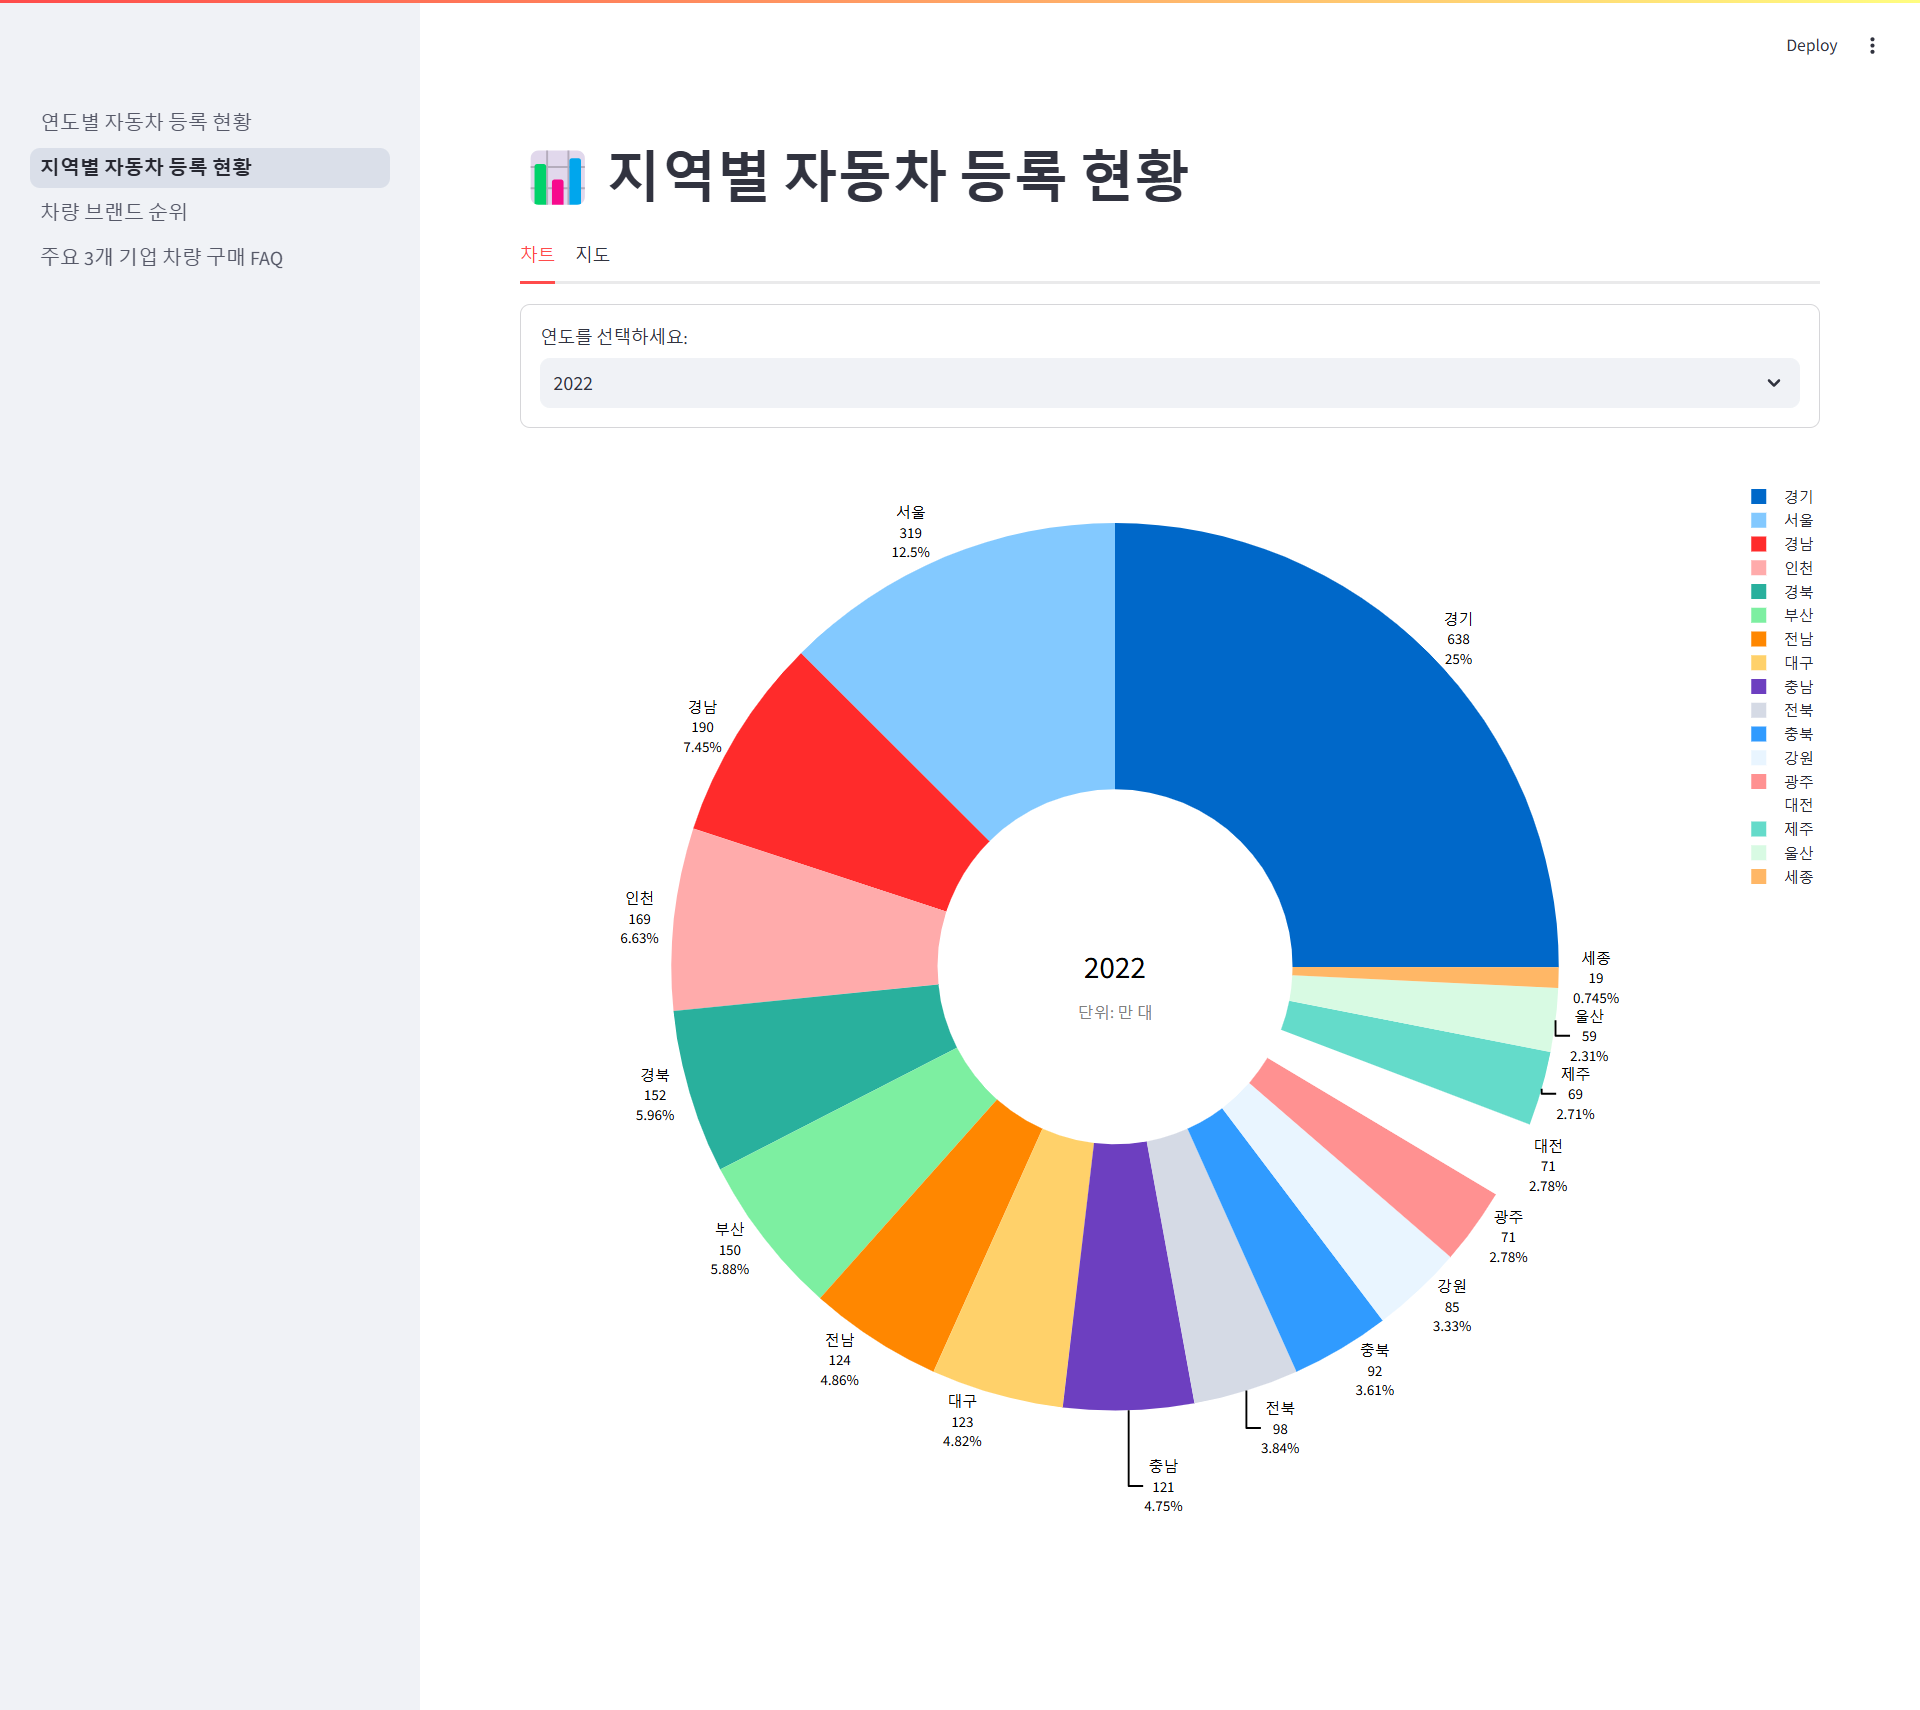 Deploy
연도별 자동차 등록 현황
지역별 자동차 등록 현황
차량 브랜드 순위
주요 3개 기업 차량 구매 FAQ
지역별 자동차 등록 현황
차트 지도
연도를 선택하세요:
2022
경기
638
25%
서울
319
12.5%
경남
190
7.45%
인천
169
6.63%
경북
152
5.96%
부산
150
5.88%
전남
124
4.86%
대구
123
4.82%
충남
121
4.75%
전북
98
3.84%
충북
92
3.61%
강원
85
3.33%
광주
71
2.78%
대전
71
2.78%
제주
69
2.71%
울산
59
2.31%
세종
19
0.745%
2022
단위: 만 대
경기
서울
경남
인천
경북
부산
전남
대구
충남
전북
충북
강원
광주
대전
제주
울산
세종